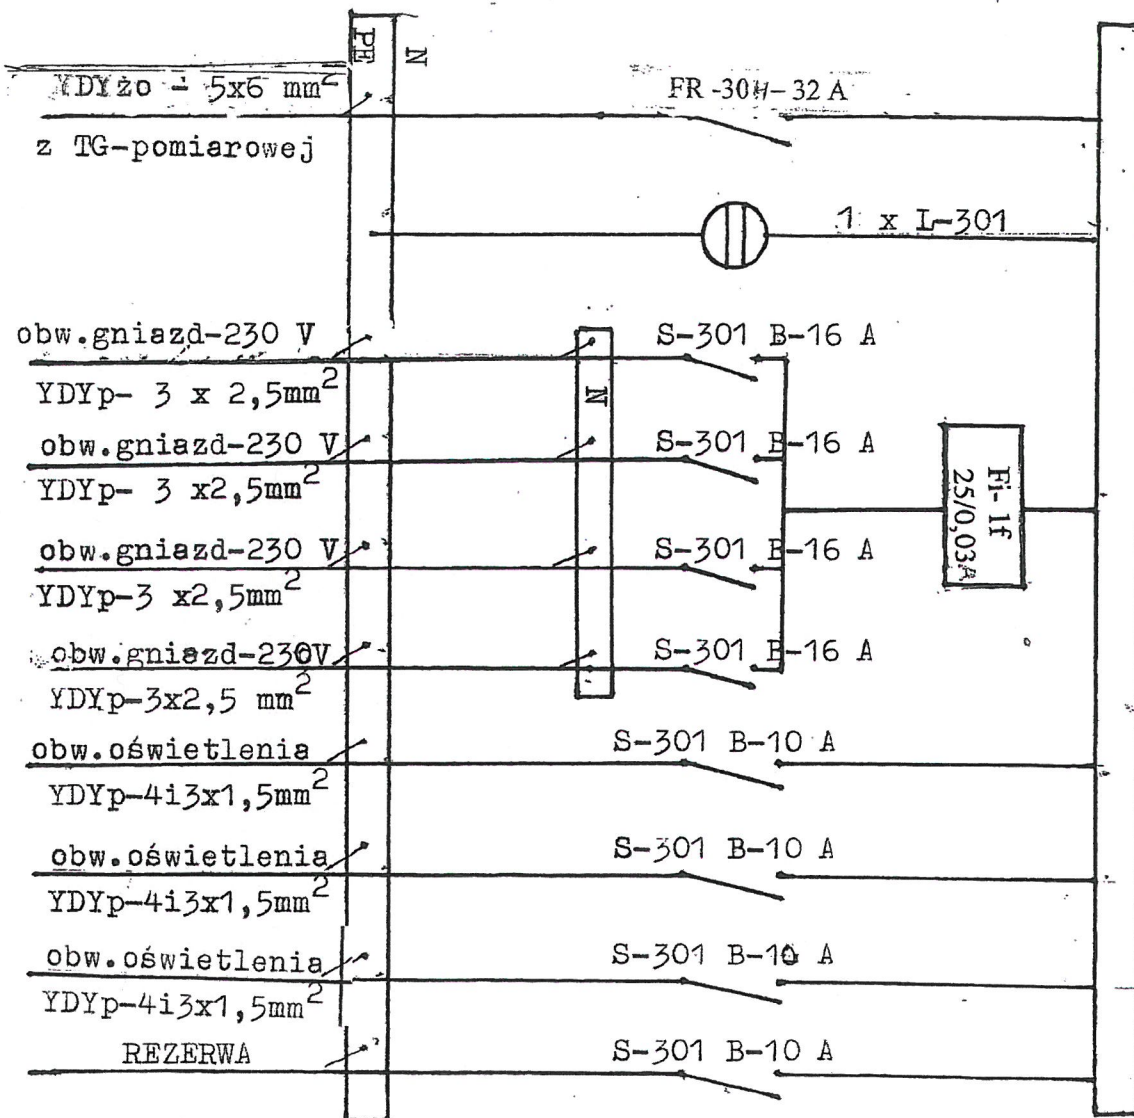 PE
N
YDYżo - 5x6 mm²
FR-304-32 A
z TG-pomiarowej
1 x L-301
obw.gniazd-230 V
S-301 B-16 A
YDYp- 3 x 2,5mm²
N
obw.gniazd-230 V
S-301 B-16 A
YDYp- 3 x2,5mm²
Fi-1f
25/0,03A
obw.gniazd-230 V
S-301 B-16 A
YDYp-3 x2,5mm²
obw.gniazd-230V
S-301 B-16 A
YDYp-3x2,5 mm²
obw.oświetlenia
S-301 B-10 A
YDYp-4i3x1,5mm²
obw.oświetlenia
S-301 B-10 A
YDYp-4i3x1,5mm²
obw.oświetlenia
S-301 B-10 A
YDYp-4i3x1,5mm²
REZERWA
S-301 B-10 A